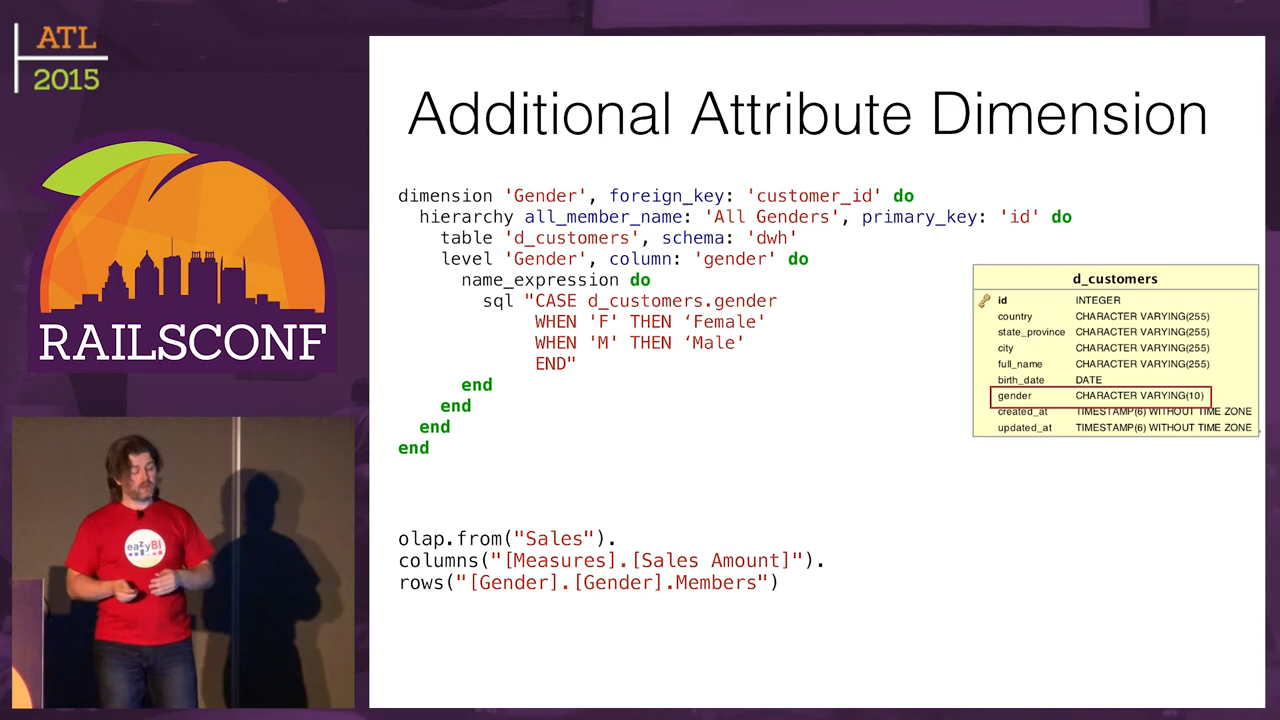 ATL
2015
RAILSCONF
eazyBI
Additional Attribute Dimension
dimension 'Gender', foreign_key: 'customer_id' do
hierarchy all_member_name: 'All Genders', primary_key: 'id' do
table 'd_customers', schema: 'dwh'
level 'Gender', column: 'gender' do
name_expression do
sql "CASE d_customers.gender
WHEN 'F' THEN ‘Female'
WHEN 'M' THEN ‘Male'
END"
end
end
end
end
d_customers
id INTEGER
country CHARACTER VARYING(255)
state_province CHARACTER VARYING(255)
city CHARACTER VARYING(255)
full_name CHARACTER VARYING(255)
birth_date DATE
gender CHARACTER VARYING(10)
created_at TIMESTAMP(6) WITHOUT TIME ZONE
updated_at TIMESTAMP(6) WITHOUT TIME ZONE
olap.from("Sales").
columns("[Measures].[Sales Amount]").
rows("[Gender].[Gender].Members")